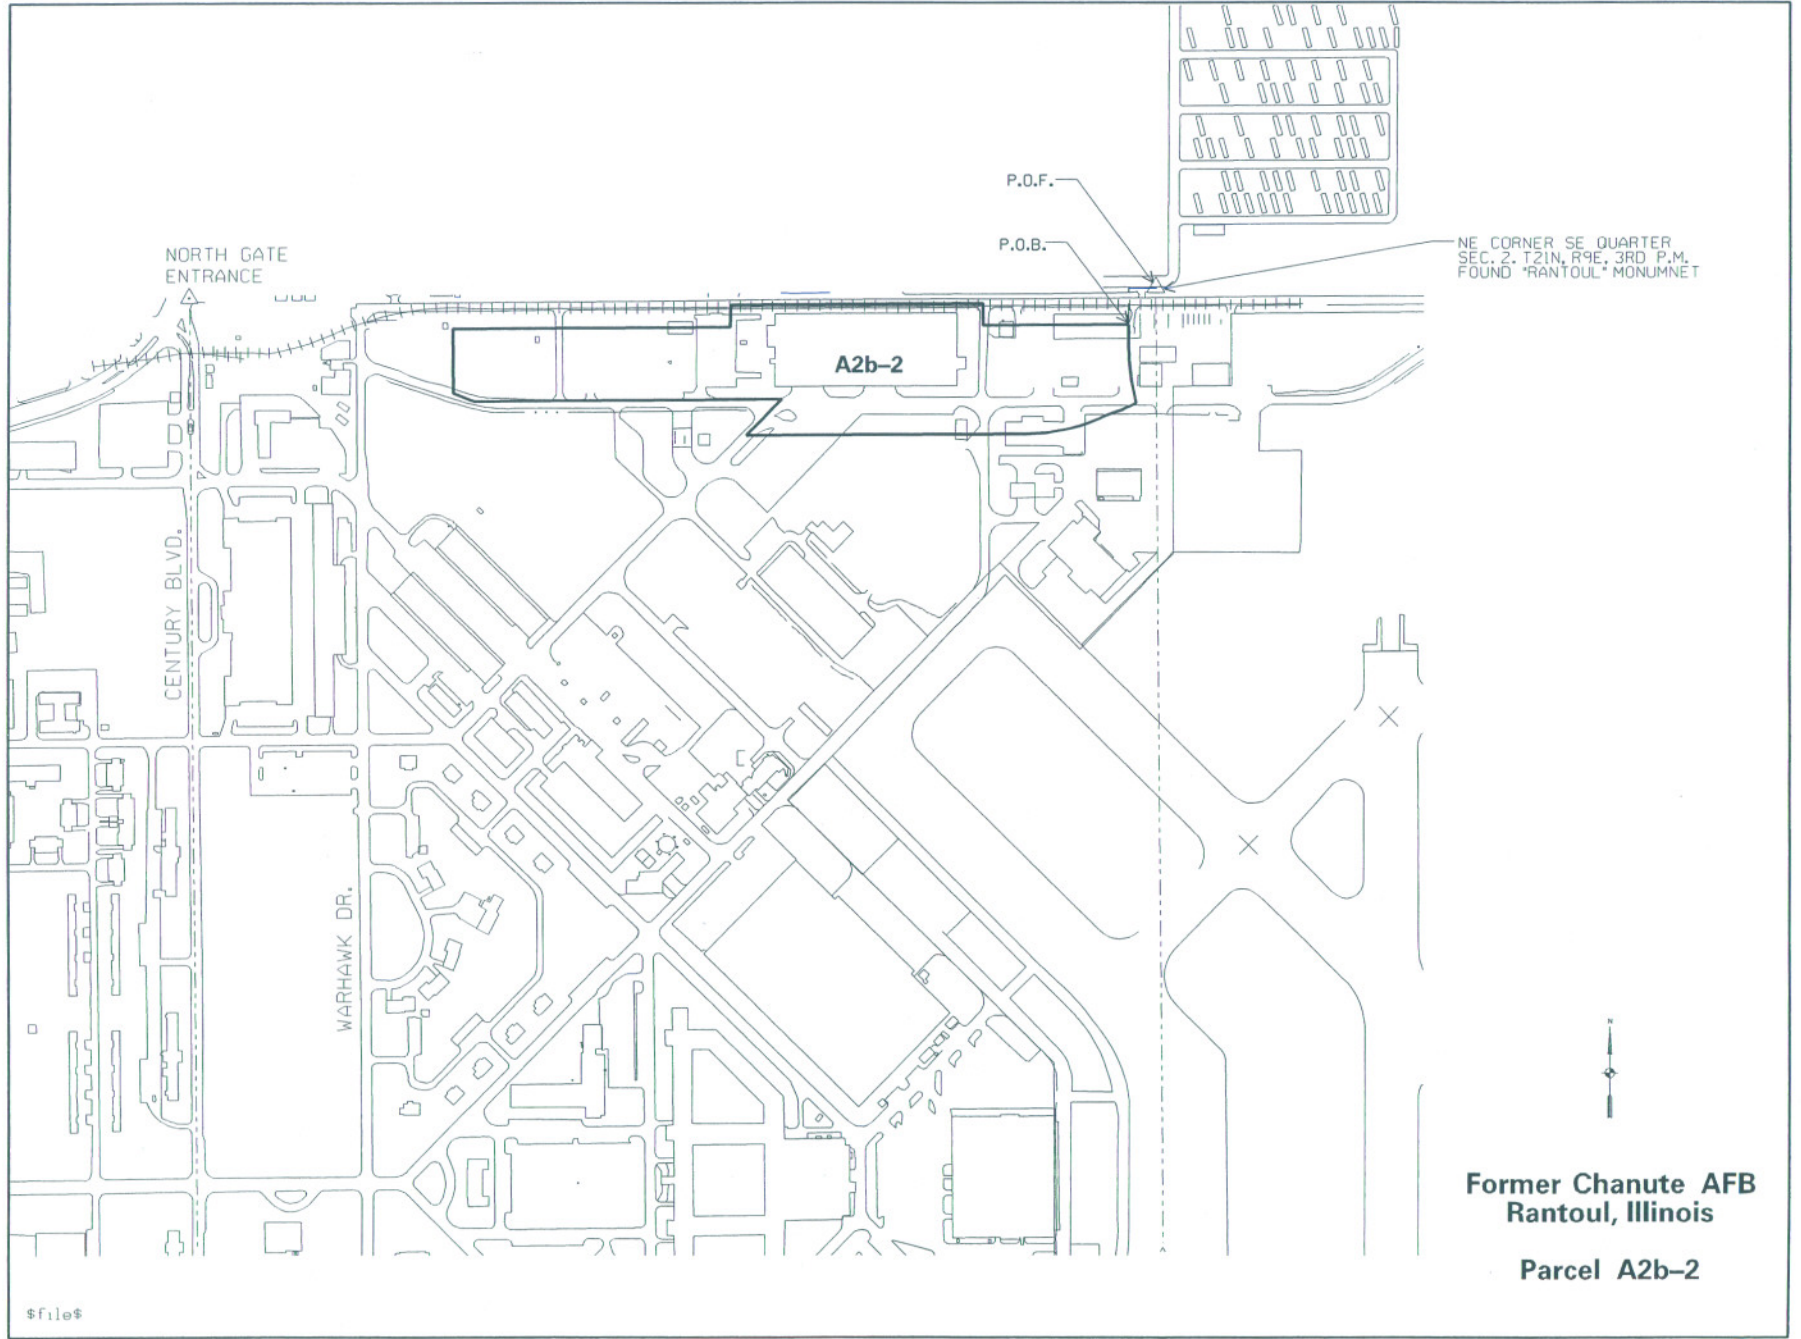 P.O.F.
P.O.B.
NE CORNER SE QUARTER
SEC. 2. T21N, R9E, 3RD P.M.
FOUND "RANTOUL" MONUMNET
NORTH GATE
ENTRANCE
A2b–2
CENTURY BLVD.
WARHAWK DR.
N
Former Chanute AFB
Rantoul, Illinois
Parcel A2b–2
$file$